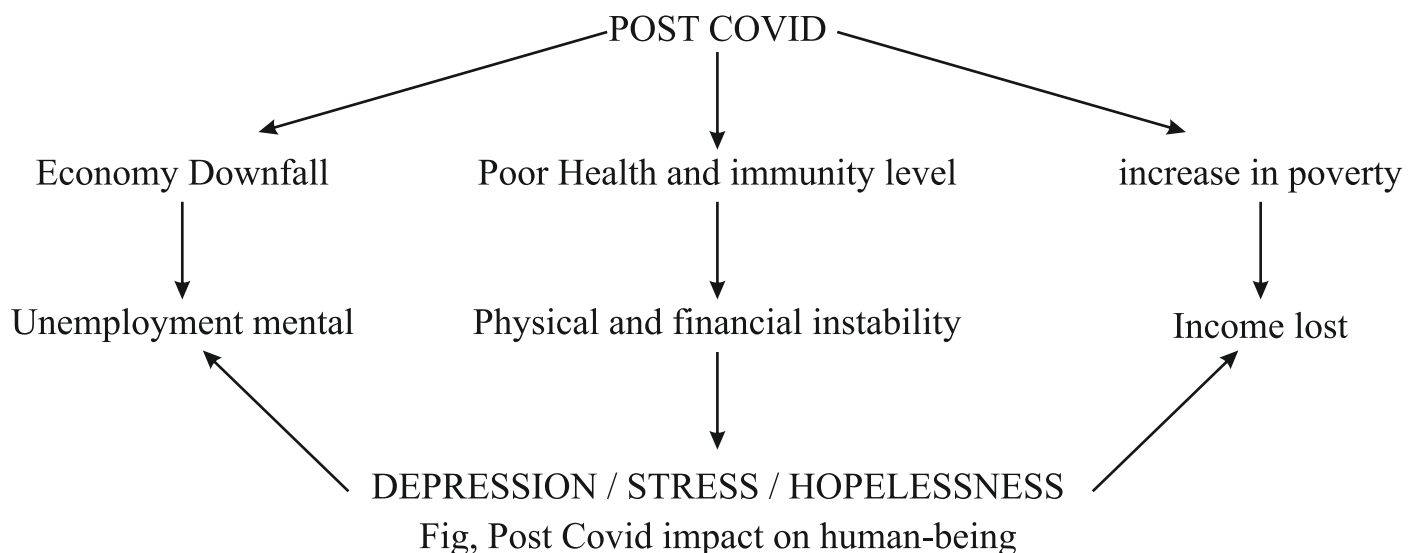 POST COVID
Economy Downfall
Poor Health and immunity level
increase in poverty
Unemployment mental
Physical and financial instability
Income lost
DEPRESSION / STRESS / HOPELESSNESS
Fig, Post Covid impact on human-being